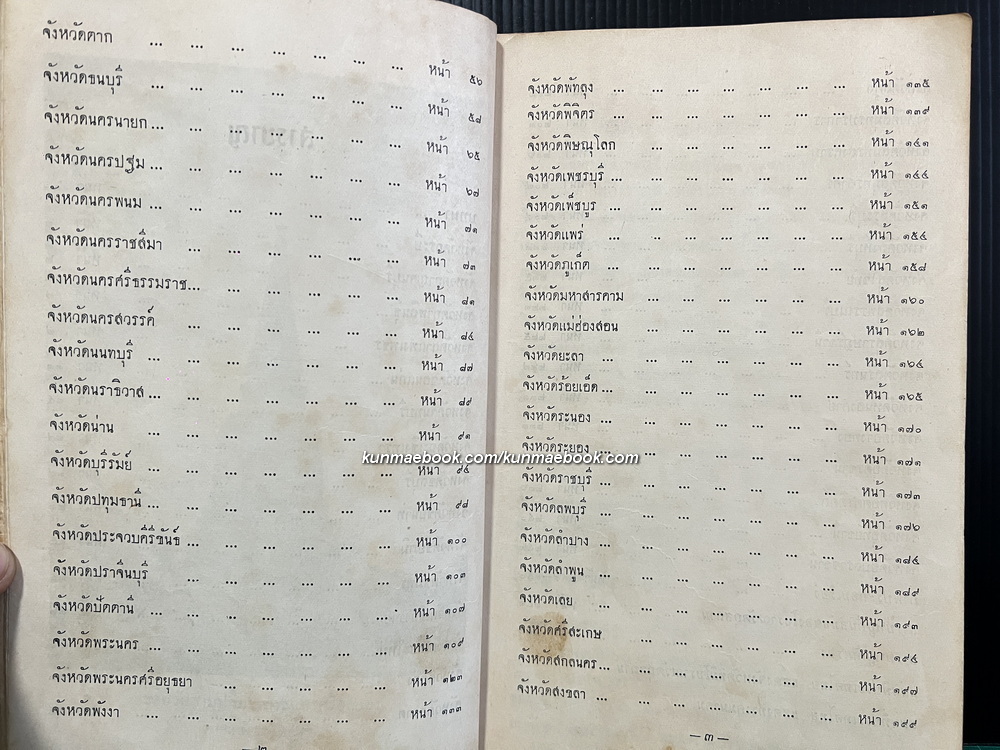 จังหวัดตาก ... ... ... ... ... ... ... หน้า ๕๖
จังหวัดธนบุรี ... ... ... ... ... ... หน้า ๕๘
จังหวัดนครนายก ... ... ... ... ... ... หน้า ๖๕
จังหวัดนครปฐม ... ... ... ... ... ... หน้า ๖๗
จังหวัดนครพนม ... ... ... ... ... ... หน้า ๗๑
จังหวัดนครราชสีมา ... ... ... ... ... หน้า ๗๓
จังหวัดนครศรีธรรมราช... ... ... ... ... ... หน้า ๘๑
จังหวัดนครสวรรค์ ... ... ... ... ... ... หน้า ๘๔
จังหวัดนนทบุรี ... ... ... ... ... ... หน้า ๘๗
จังหวัดนราธิวาส ... ... ... ... ... ... หน้า ๘๙
จังหวัดน่าน ... ... ... ... ... ... หน้า ๙๑
จังหวัดบุรีรัมย์ ... ... ... ... ... ... หน้า ๙๔
จังหวัดปทุมธานี ... ... ... ... ... ... หน้า ๙๘
จังหวัดประจวบคีรีขันธ์ ... ... ... ... ... หน้า ๑๐๐
จังหวัดปราจีนบุรี ... ... ... ... ... หน้า ๑๐๓
จังหวัดปัตตานี ... ... ... ... ... ... หน้า ๑๐๗
จังหวัดพระนคร ... ... ... ... ... ... หน้า ๑๐๙
จังหวัดพระนครศรีอยุธยา ... ... ... ... หน้า ๑๒๓
จังหวัดพังงา ... ... ... ... ... ... หน้า ๑๓๓
— ๒
จังหวัดพัทลุง ... ... ... ... ... ... หน้า ๑๓๕
จังหวัดพิจิตร ... ... ... ... ... ... หน้า ๑๓๙
จังหวัดพิษณุโลก ... ... ... ... ... หน้า ๑๔๑
จังหวัดเพชรบุรี ... ... ... ... ... ... หน้า ๑๔๔
จังหวัดเพ็ชบูร ... ... ... ... ... ... หน้า ๑๕๑
จังหวัดแพร่ ... ... ... ... ... ... หน้า ๑๕๔
จังหวัดภูเก็ต ... ... ... ... ... ... หน้า ๑๕๘
จังหวัดมหาสารคาม ... ... ... ... ... หน้า ๑๖๐
จังหวัดแม่ฮ่องสอน ... ... ... ... ... หน้า ๑๖๒
จังหวัดยะลา ... ... ... ... ... ... หน้า ๑๖๔
จังหวัดร้อยเอ็ด ... ... ... ... ... ... หน้า ๑๖๕
จังหวัดระนอง ... ... ... ... ... ... หน้า ๑๗๐
จังหวัดระยอง ... ... ... ... ... ... หน้า ๑๗๑
จังหวัดราชบุรี ... ... ... ... ... ... หน้า ๑๗๓
จังหวัดลพบุรี ... ... ... ... ... ... หน้า ๑๗๖
จังหวัดลำปาง ... ... ... ... ... ... หน้า ๑๘๔
จังหวัดลำพูน ... ... ... ... ... ... หน้า ๑๘๙
จังหวัดเลย ... ... ... ... ... ... หน้า ๑๙๓
จังหวัดศรีสะเกษ ... ... ... ... ... หน้า ๑๙๔
จังหวัดสกลนคร... ... ... ... ... ... หน้า ๑๙๗
จังหวัดสงขลา ... ... ... ... ... ... หน้า ๑๙๙
— ๓ —
kunmaebook.com/kunmaebook.com